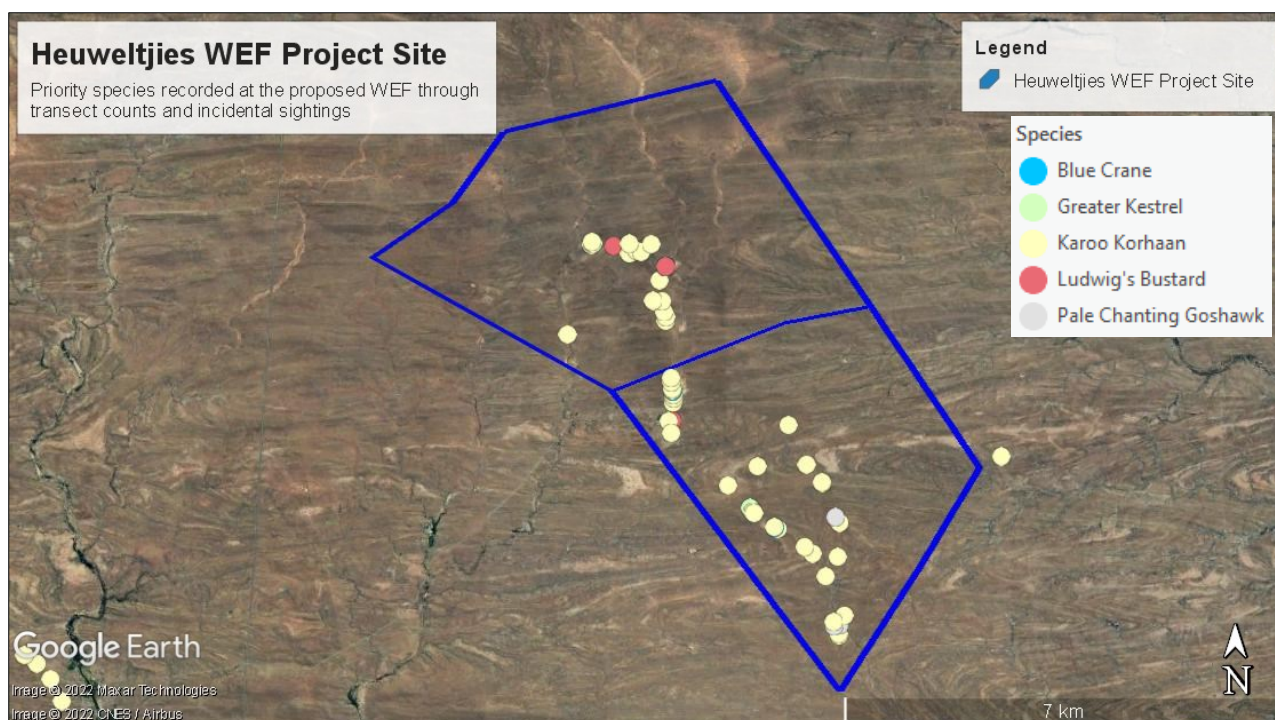 Heuweltjies WEF Project Site
Priority species recorded at the proposed WEF through
transect counts and incidental sightings
Legend
Heuweltjies WEF Project Site
Species
Blue Crane
Greater Kestrel
Karoo Korhaan
Ludwig's Bustard
Pale Chanting Goshawk
Google Earth
Image © 2022 Maxar Technologies
Image © 2022 CNES / Airbus
N
7 km